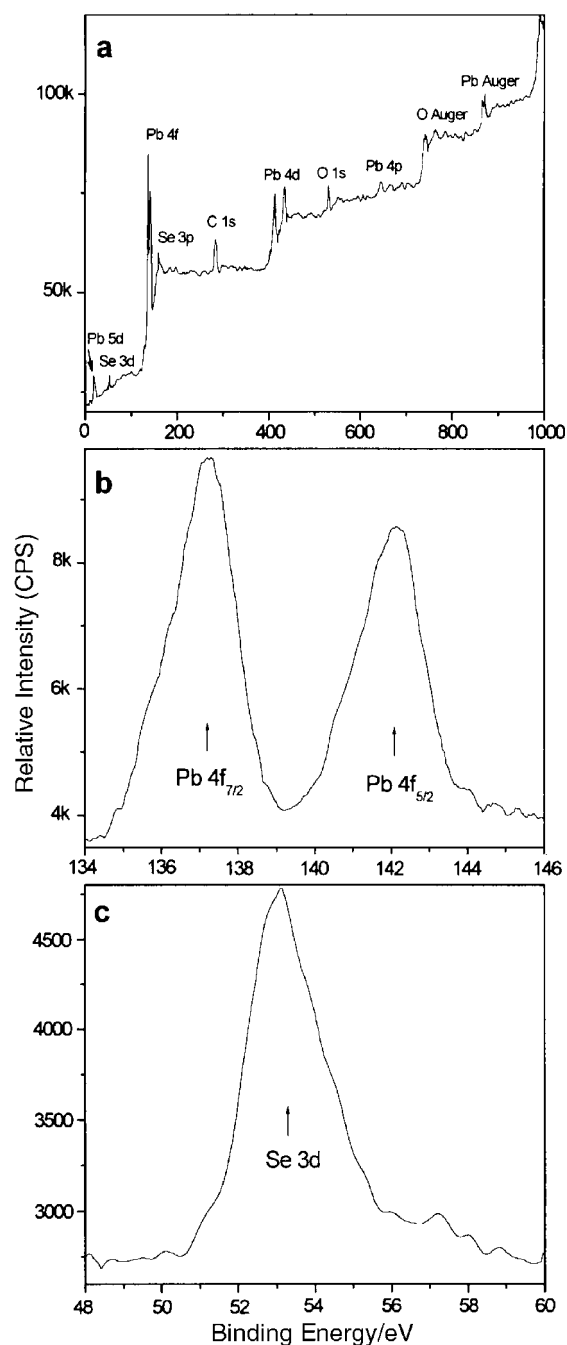 a
100k
50k
Pb 5d
Se 3d
Pb 4f
Se 3p
C 1s
Pb 4d
O 1s
Pb 4p
O Auger
Pb Auger
0 200 400 600 800 1000
b
8k
6k
4k
Pb 4f7/2
Pb 4f5/2
134 136 138 140 142 144 146
Relative Intensity (CPS)
c
4500
4000
3500
3000
Se 3d
48 50 52 54 56 58 60
Binding Energy/eV